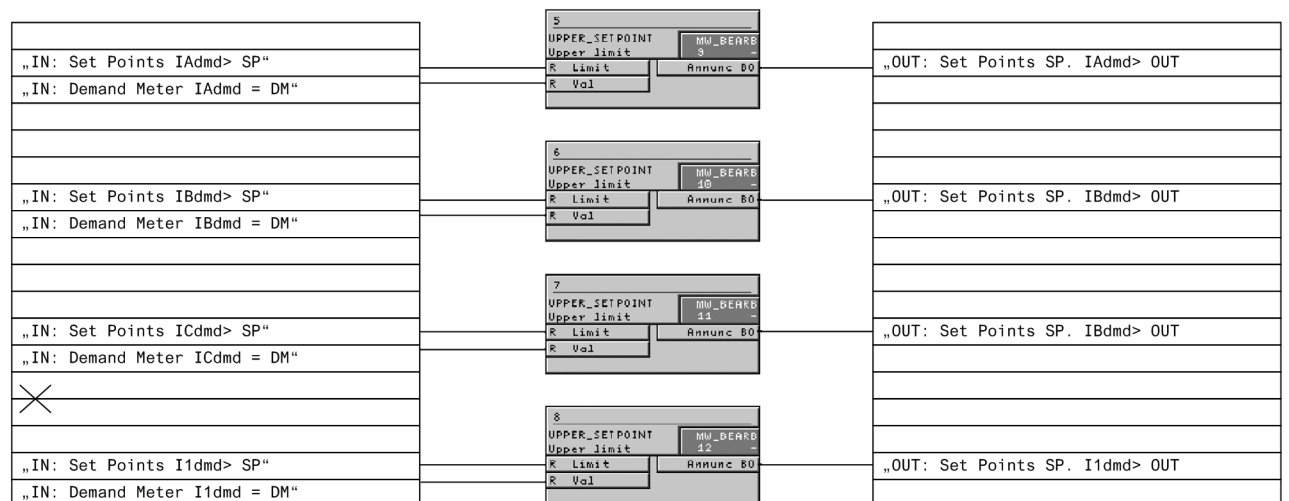 5
UPPER_SETPOINT MW_BEARB
Upper limit 9 -
„IN: Set Points IAdmd> SP“ R Limit Annunc BO „OUT: Set Points SP. IAdmd> OUT
„IN: Demand Meter IAdmd = DM“ R Val
6
UPPER_SETPOINT MW_BEARB
Upper limit 10 -
„IN: Set Points IBdmd> SP“ R Limit Annunc BO „OUT: Set Points SP. IBdmd> OUT
„IN: Demand Meter IBdmd = DM“ R Val
7
UPPER_SETPOINT MW_BEARB
Upper limit 11 -
„IN: Set Points ICdmd> SP“ R Limit Annunc BO „OUT: Set Points SP. IBdmd> OUT
„IN: Demand Meter ICdmd = DM“ R Val
8
UPPER_SETPOINT MW_BEARB
Upper limit 12 -
„IN: Set Points I1dmd> SP“ R Limit Annunc BO „OUT: Set Points SP. I1dmd> OUT
„IN: Demand Meter I1dmd = DM“ R Val